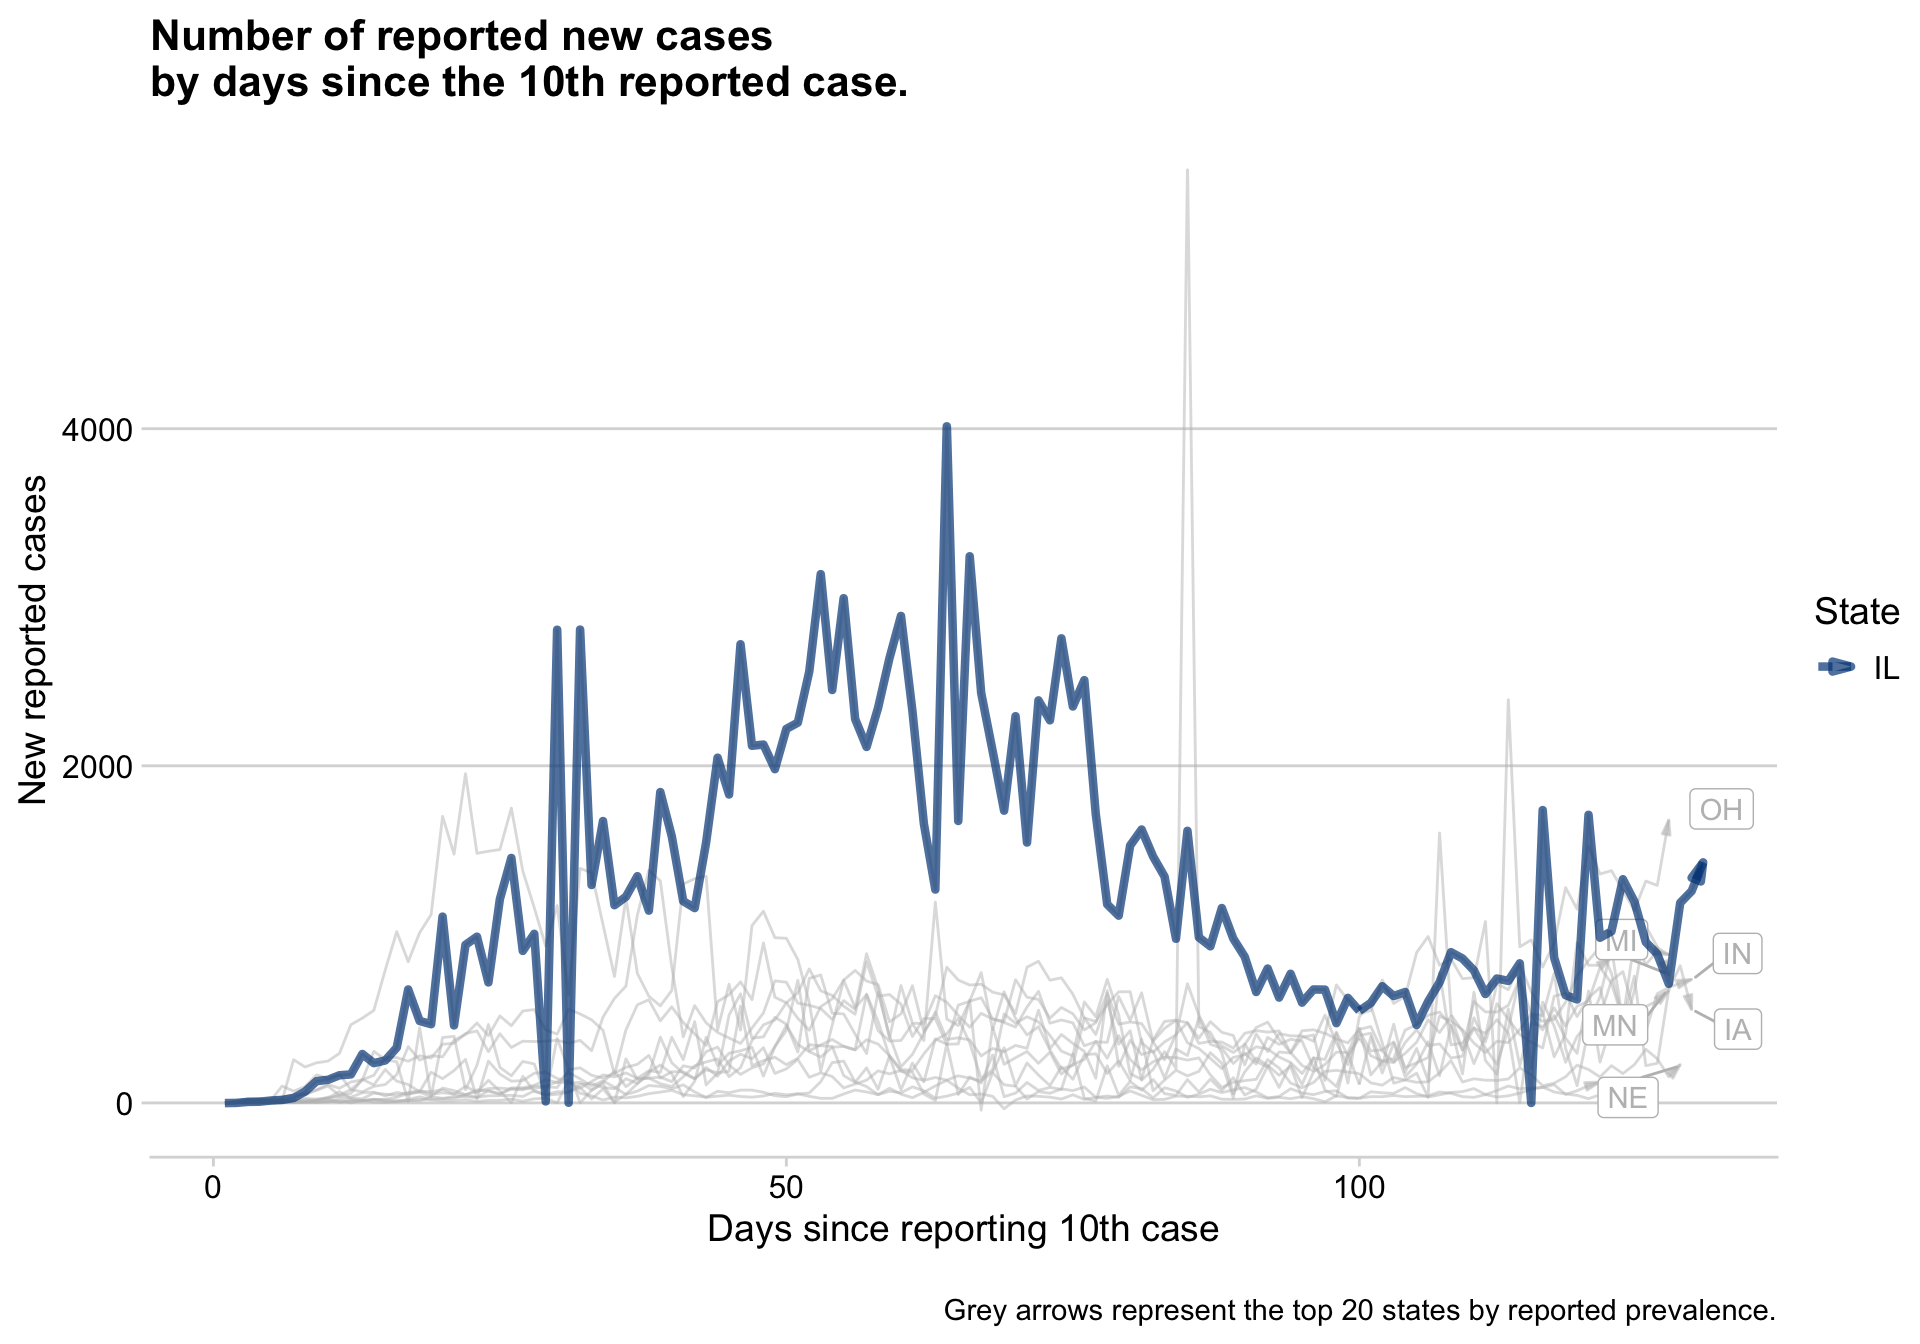 Number of reported new cases
by days since the 10th reported case.
New reported cases
4000
2000
0
0
50
100
Days since reporting 10th case
OH
MI
IN
MN
IA
NE
State
IL
Grey arrows represent the top 20 states by reported prevalence.